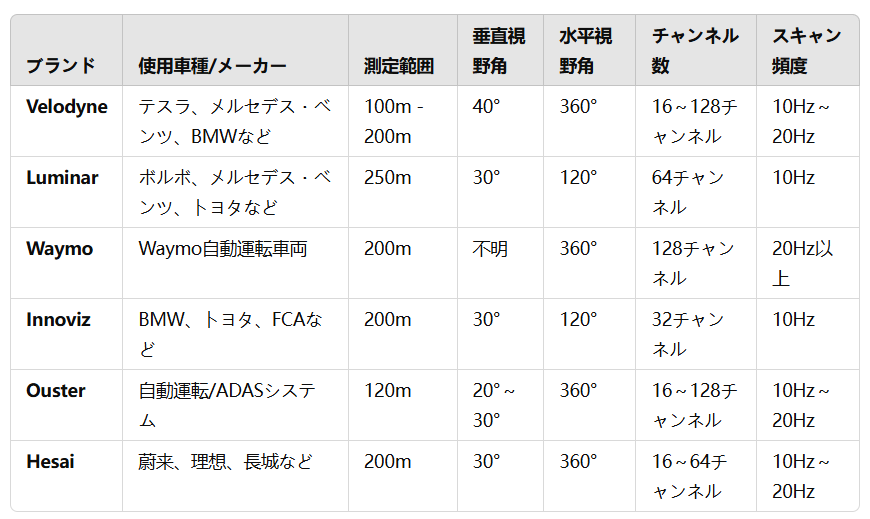 ブランド
使用車種/メーカー
測定範囲
垂直視
野角
水平視
野角
チャンネル
数
スキャン
頻度
Velodyne
テスラ、メルセデス・ベ
ンツ、BMWなど
100m -
200m
40°
360°
16～128チ
ャンネル
10Hz～
20Hz
Luminar
ボルボ、メルセデス・ベ
ンツ、トヨタなど
250m
30°
120°
64チャン
ネル
10Hz
Waymo
Waymo自動運転車両
200m
不明
360°
128チャン
ネル
20Hz以
上
Innoviz
BMW、トヨタ、FCAな
ど
200m
30°
120°
32チャン
ネル
10Hz
Ouster
自動運転/ADASシステ
ム
120m
20°～
30°
360°
16～128チ
ャンネル
10Hz～
20Hz
Hesai
蔚来、理想、長城など
200m
30°
360°
16～64チ
ャンネル
10Hz～
20Hz